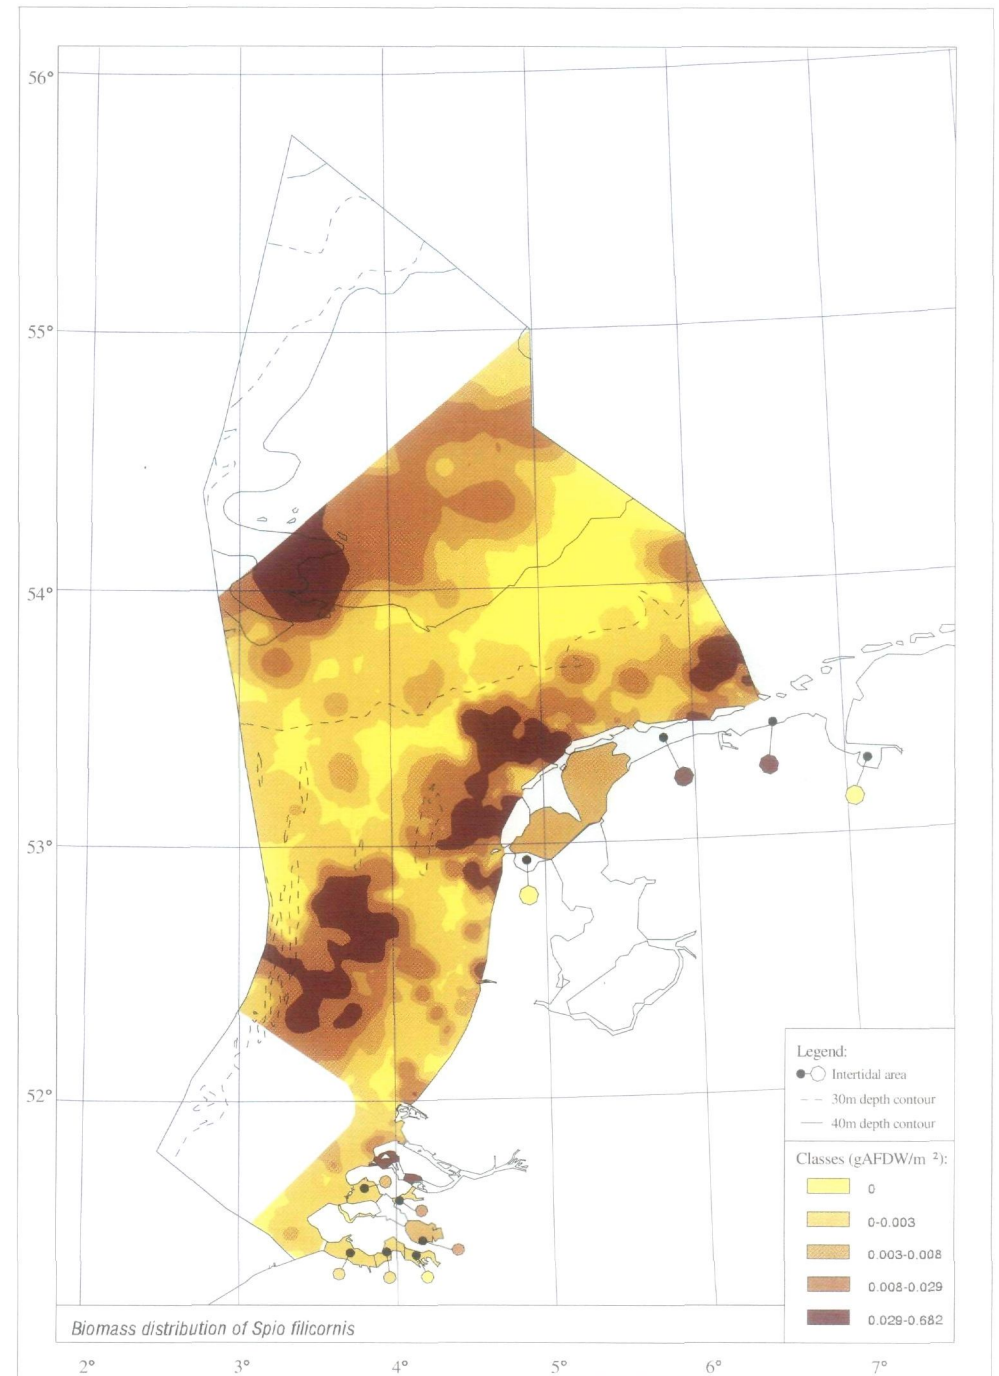 56°
55°
54°
53°
52°
Legend:
Intertidal area
30m depth contour
40m depth contour
Classes (gAFDW/m ²):
0
0-0.003
0.003-0.008
0.008-0.029
0.029-0.682
Biomass distribution of Spio filicornis
2° 3° 4° 5° 6° 7°